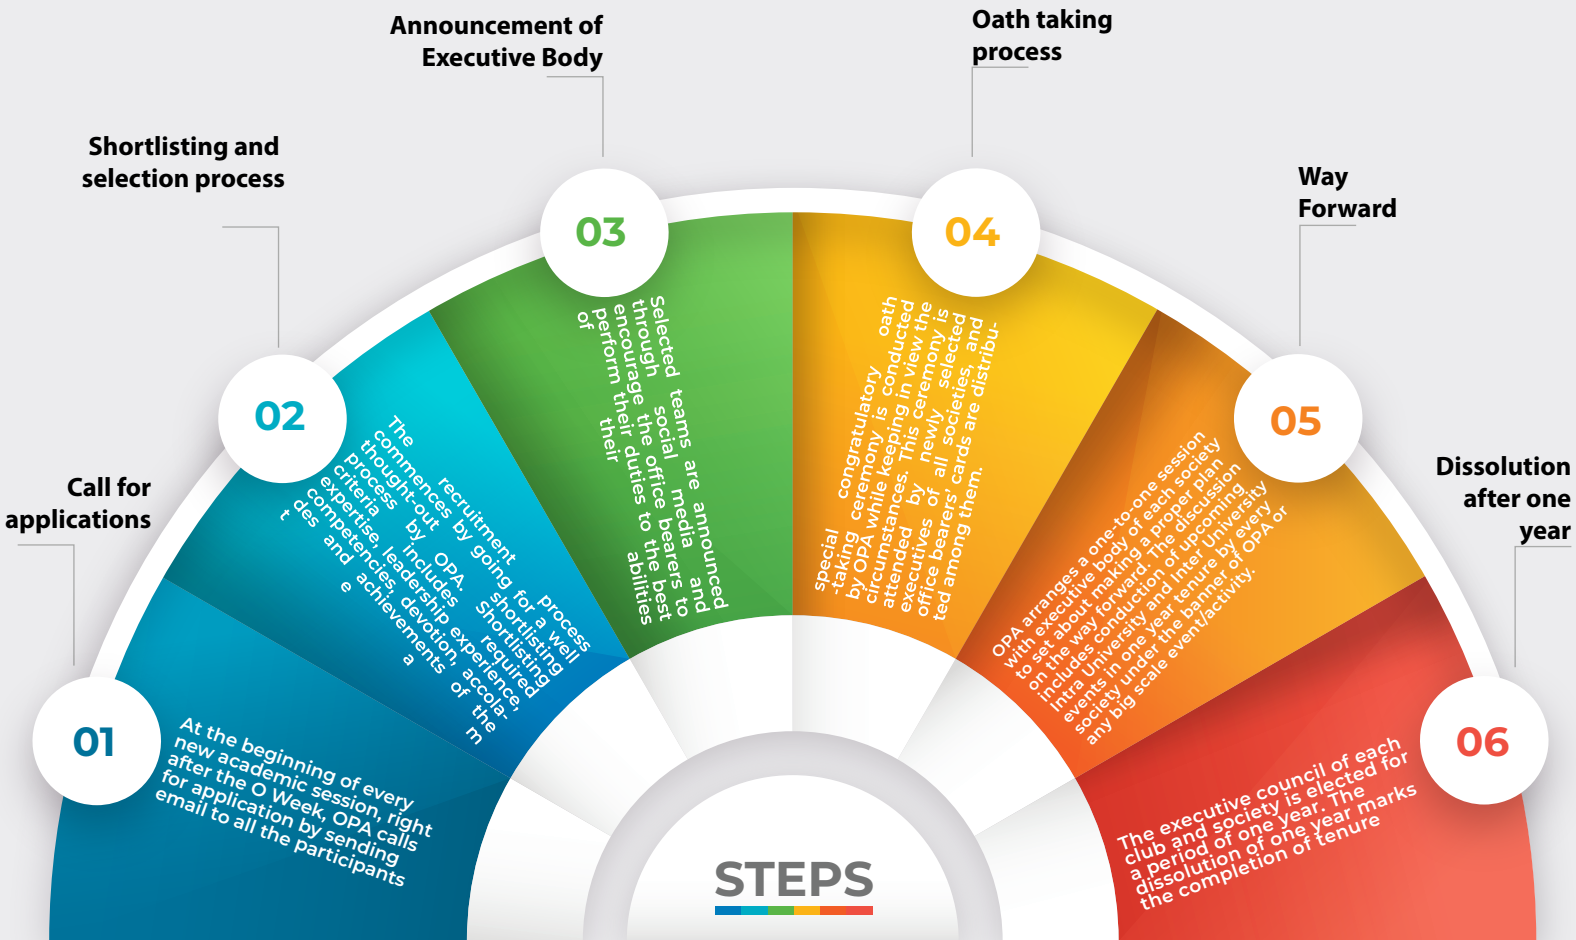 Call for
applications
01
At the beginning of every
new academic session, right
after the O Week, OPA calls
for application by sending
email to all the participants
Shortlisting and
selection process
02
The recruitment process
commences by going for a well
thought-out shortlisting
process by OPA. Shortlisting
criteria includes required
expertise, leadership experience,
competencies, devotion, accola-
des and achievements of the
t e a m
Announcement of
Executive Body
03
Selected teams are announced
through social media and
encourage the office bearers to
perform their duties to the best
of their abilities
Oath taking
process
04
special congratulatory oath
-taking ceremony is conducted
by OPA while keeping in view the
circumstances. This ceremony is
attended by newly selected
executives of all societies, and
office bearers' cards are distribu-
ted among them.
Way
Forward
05
OPA arranges a one-to-one session
with executive body of each society
to set about making a proper plan
on the way forward. The discussion
includes conduction of upcoming
Intra University and Inter University
events in one year tenure by every
society under the banner of OPA or
any big scale event/activity.
Dissolution
after one
year
06
The executive council of each
club and society is elected for
a period of one year. The
dissolution of one year marks
the completion of tenure
STEPS